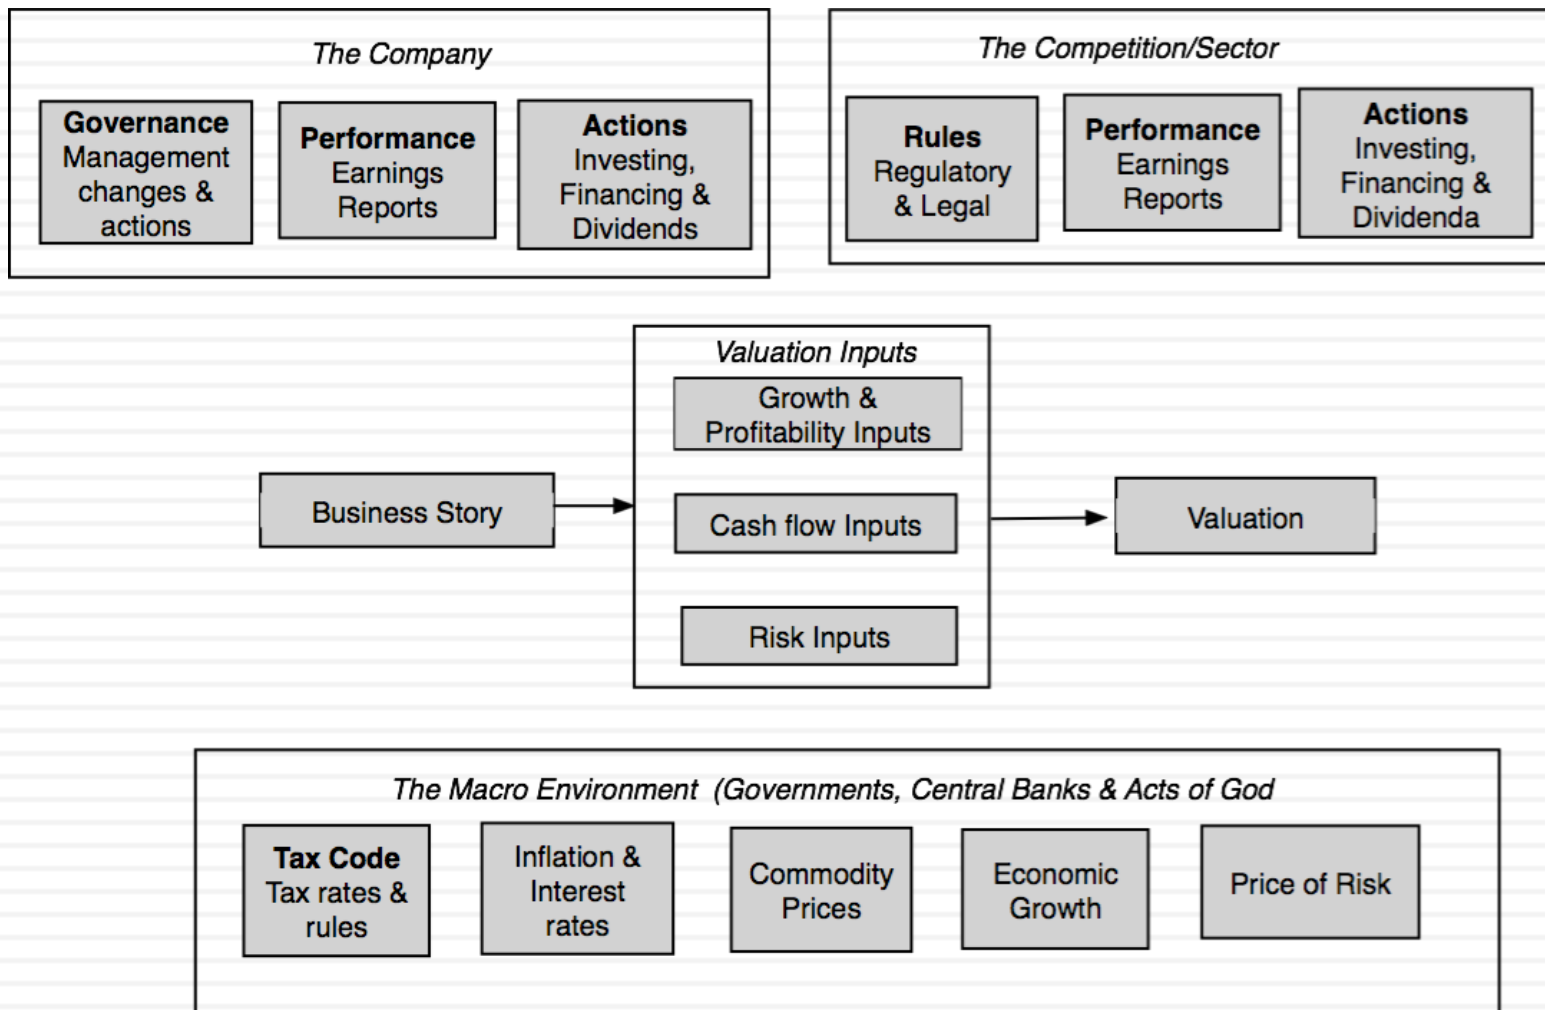 The Company
Governance
Management
changes &
actions
Performance
Earnings
Reports
Actions
Investing,
Financing &
Dividends
The Competition/Sector
Rules
Regulatory
& Legal
Performance
Earnings
Reports
Actions
Investing,
Financing &
Dividenda
Business Story
Valuation Inputs
Growth &
Profitability Inputs
Cash flow Inputs
Risk Inputs
Valuation
The Macro Environment (Governments, Central Banks & Acts of God
Tax Code
Tax rates &
rules
Inflation &
Interest
rates
Commodity
Prices
Economic
Growth
Price of Risk